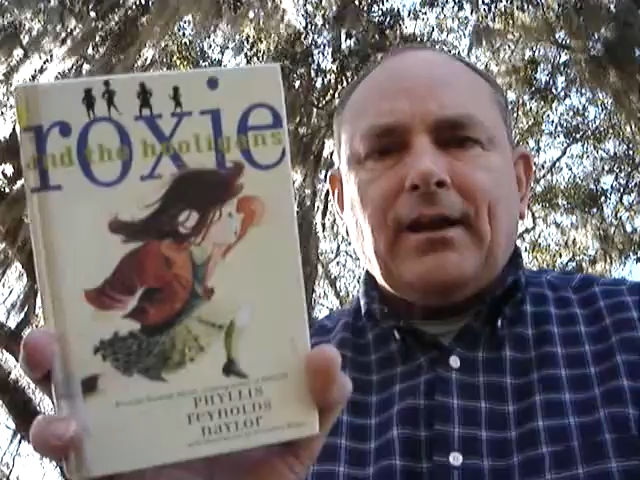 roxie
and the hooligans
PHYLLIS
REYNOLDS
NAYLOR